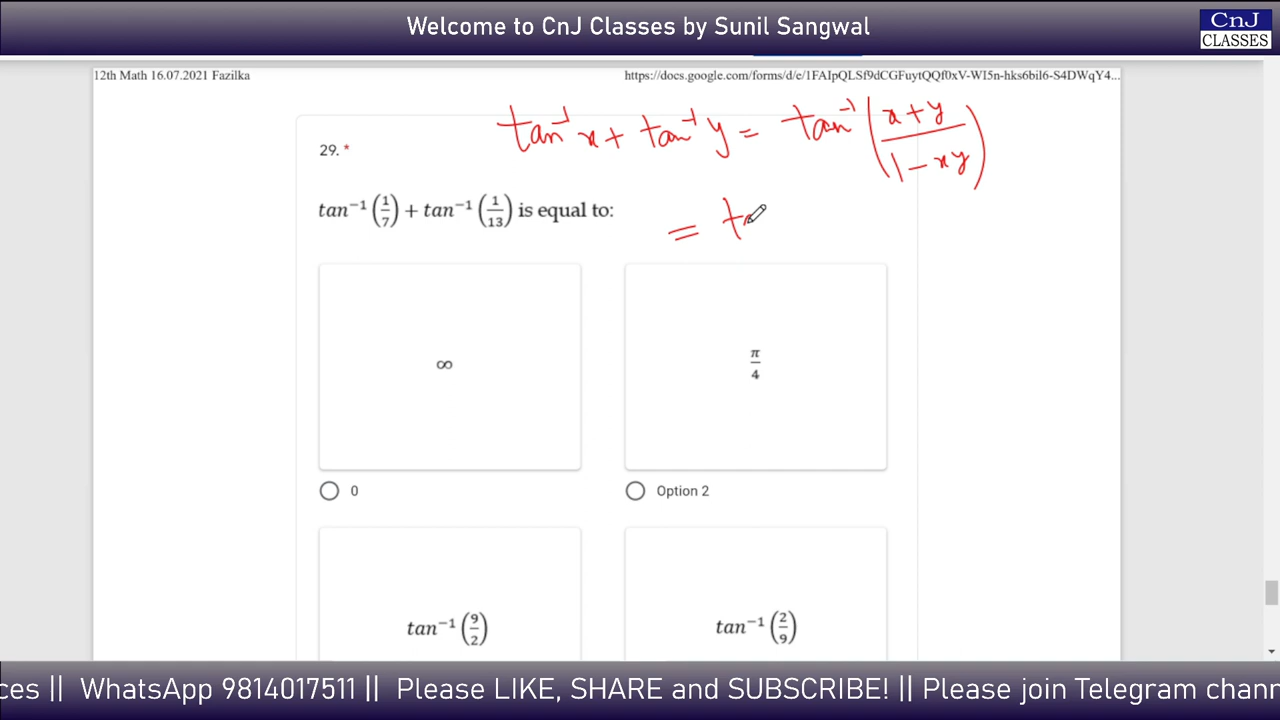 Welcome to CnJ Classes by Sunil Sangwal
CnJ
CLASSES
12th Math 16.07.2021 Fazilka
https://docs.google.com/forms/d/e/1FAIpQLSf9dCGFuytQQf0xV-WI5n-hks6bil6-S4DWqY4...
tan⁻¹ x + tan⁻¹ y = tan⁻¹ ((x+y)/(1-xy))
29. *
tan⁻¹ (1/7) + tan⁻¹ (1/13) is equal to:
= ta
∞
π/4
0
Option 2
tan⁻¹ (9/2)
tan⁻¹ (2/9)
ces || WhatsApp 9814017511 || Please LIKE, SHARE and SUBSCRIBE! || Please join Telegram chann